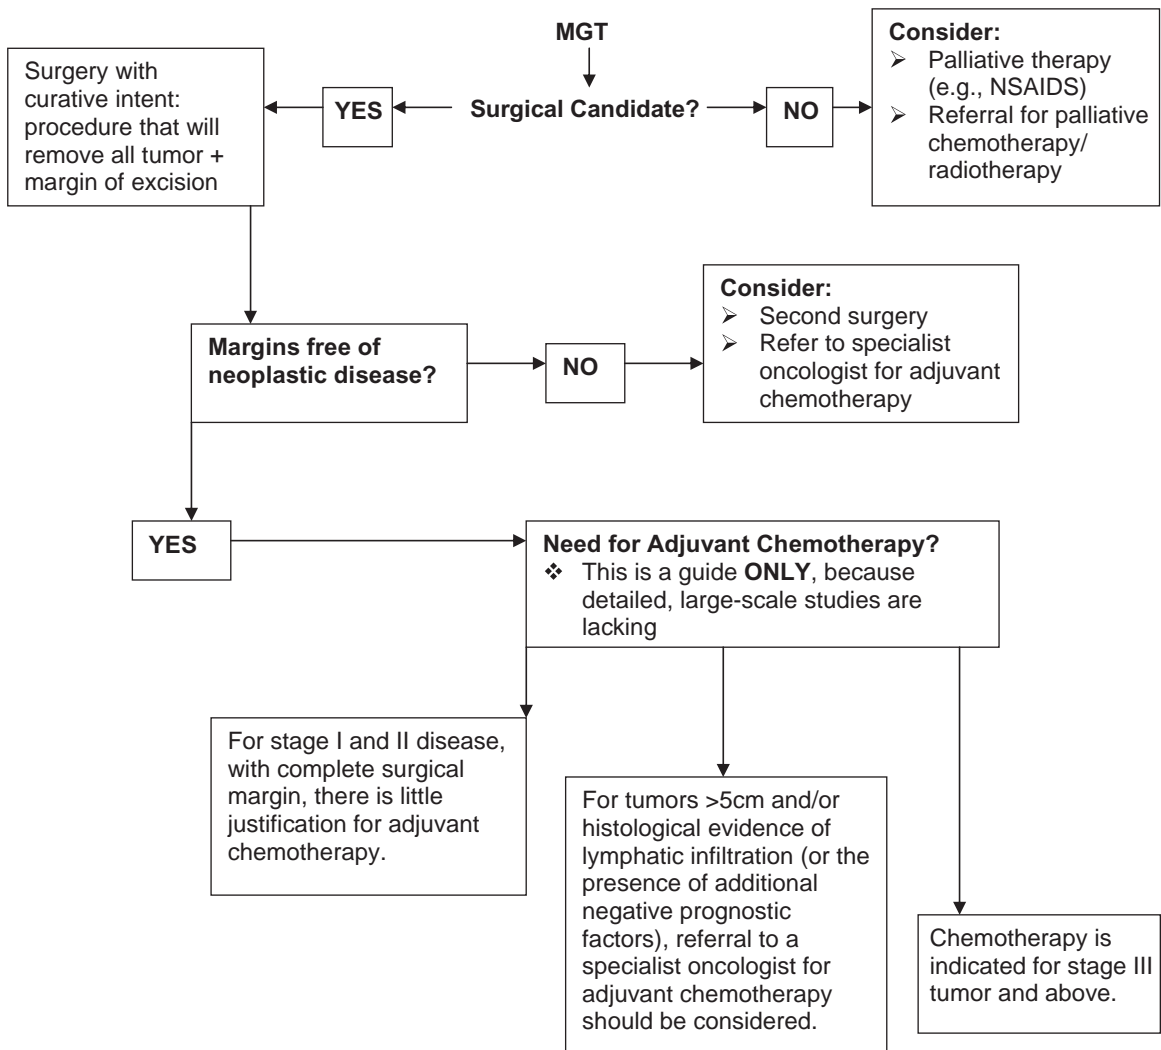 MGT
Surgical Candidate?
YES
NO
Surgery with
curative intent:
procedure that will
remove all tumor +
margin of excision
Consider:
➢ Palliative therapy
(e.g., NSAIDS)
➢ Referral for palliative
chemotherapy/
radiotherapy
Margins free of
neoplastic disease?
NO
Consider:
➢ Second surgery
➢ Refer to specialist
oncologist for adjuvant
chemotherapy
YES
Need for Adjuvant Chemotherapy?
❖ This is a guide ONLY, because
detailed, large-scale studies are
lacking
For stage I and II disease,
with complete surgical
margin, there is little
justification for adjuvant
chemotherapy.
For tumors >5cm and/or
histological evidence of
lymphatic infiltration (or the
presence of additional
negative prognostic
factors), referral to a
specialist oncologist for
adjuvant chemotherapy
should be considered.
Chemotherapy is
indicated for stage III
tumor and above.